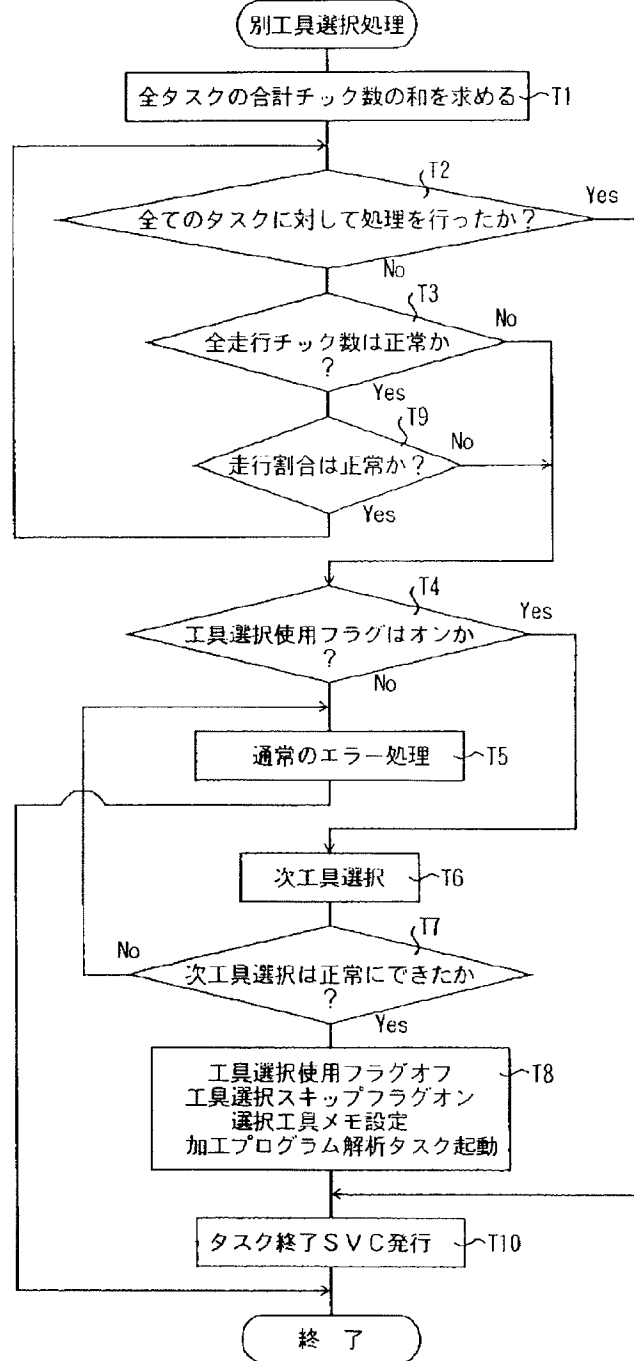 別工具選択処理
全タスクの合計チック数の和を求める
T1
T2
Yes
全てのタスクに対して処理を行ったか?
No
T3
No
全走行チック数は正常か
?
Yes
T9
No
走行割合は正常か?
Yes
T4
Yes
工具選択使用フラグはオンか
?
No
通常のエラー処理
T5
次工具選択
T6
T7
No
次工具選択は正常にできたか
?
Yes
工具選択使用フラグオフ
T8
工具選択スキップフラグオン
選択工具メモ設定
加工プログラム解析タスク起動
タスク終了SVC発行
T10
終 了